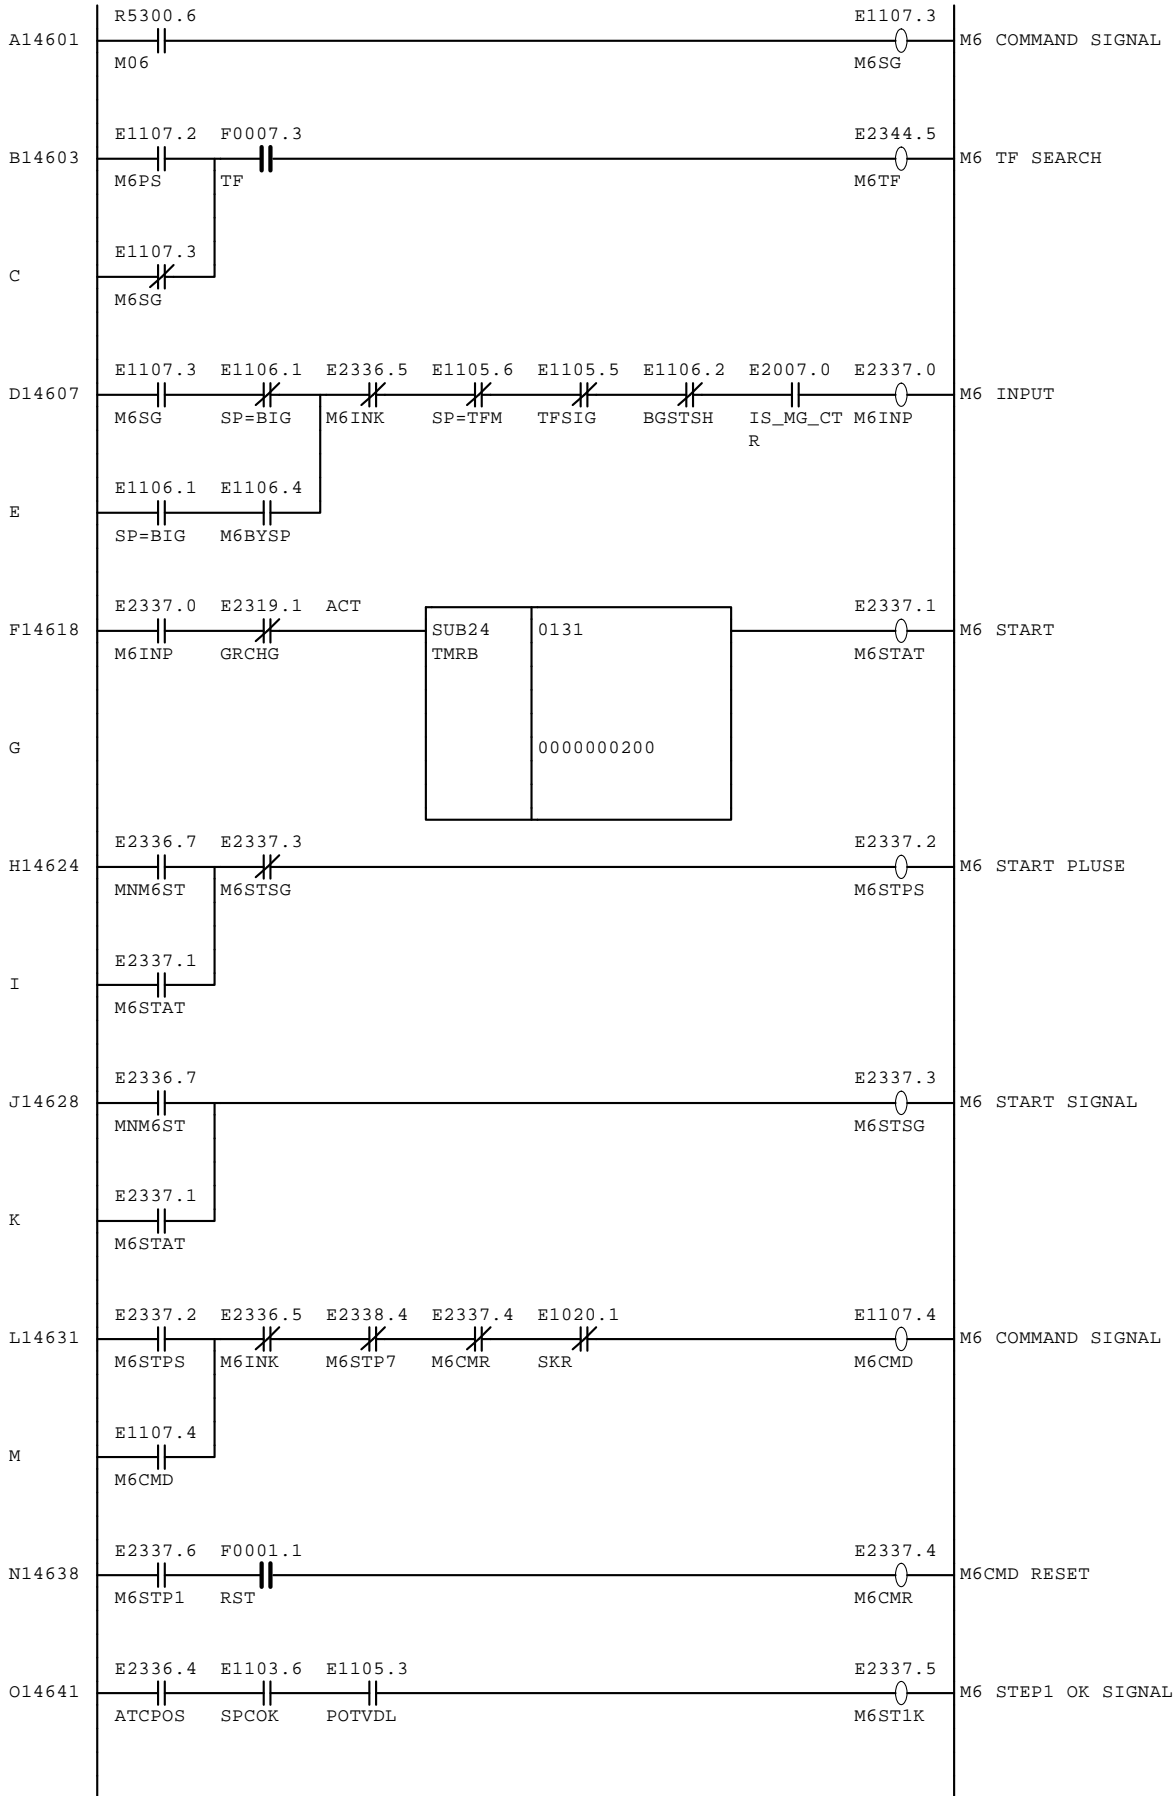 R5300.6 E1107.3
A14601 M6 COMMAND SIGNAL
M06 M6SG
E1107.2 F0007.3 E2344.5
B14603 M6 TF SEARCH
M6PS TF M6TF
E1107.3
C
M6SG
E1107.3 E1106.1 E2336.5 E1105.6 E1105.5 E1106.2 E2007.0 E2337.0
D14607 M6 INPUT
M6SG SP=BIG M6INK SP=TFM TFSIG BGSTSH IS_MG_CT M6INP
R
E1106.1 E1106.4
E
SP=BIG M6BYSP
E2337.0 E2319.1 ACT E2337.1
F14618 SUB24 0131 M6 START
M6INP GRCHG TMRB M6STAT
G 0000000200
E2336.7 E2337.3 E2337.2
H14624 M6 START PLUSE
MNM6ST M6STSG M6STPS
E2337.1
I
M6STAT
E2336.7 E2337.3
J14628 M6 START SIGNAL
MNM6ST M6STSG
E2337.1
K
M6STAT
E2337.2 E2336.5 E2338.4 E2337.4 E1020.1 E1107.4
L14631 M6 COMMAND SIGNAL
M6STPS M6INK M6STP7 M6CMR SKR M6CMD
E1107.4
M
M6CMD
E2337.6 F0001.1 E2337.4
N14638 M6CMD RESET
M6STP1 RST M6CMR
E2336.4 E1103.6 E1105.3 E2337.5
O14641 M6 STEP1 OK SIGNAL
ATCPOS SPCOK POTVDL M6ST1K